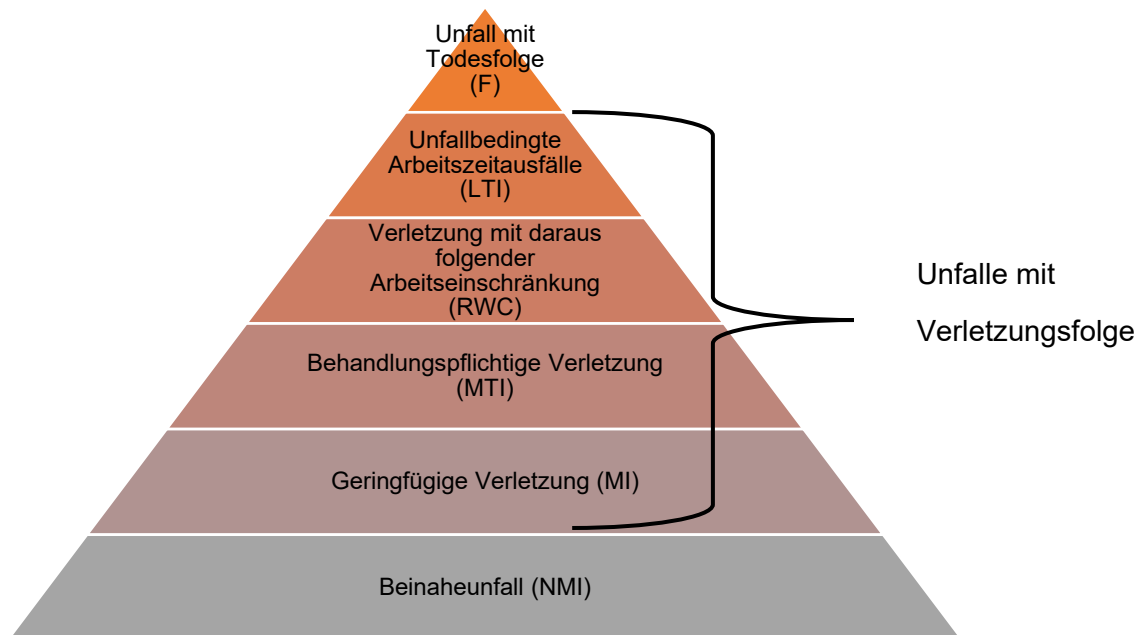 Unfall mit
Todesfolge
(F)
Unfallbedingte
Arbeitszeitausfälle
(LTI)
Verletzung mit daraus
folgender
Arbeitseinschränkung
(RWC)
Behandlungspflichtige Verletzung
(MTI)
Geringfügige Verletzung (MI)
Beinaheunfall (NMI)
Unfalle mit
Verletzungsfolge